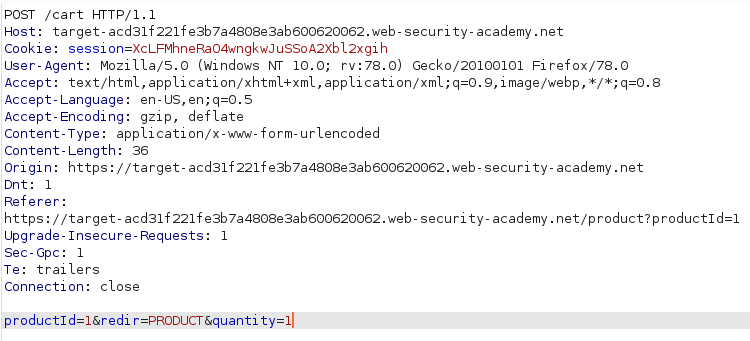 POST /cart HTTP/1.1
Host: target-acd31f221fe3b7a4808e3ab600620062.web-security-academy.net
Cookie: session=XcLFMhneRaO4wngkwJuSSoA2Xbl2xgih
User-Agent: Mozilla/5.0 (Windows NT 10.0; rv:78.0) Gecko/20100101 Firefox/78.0
Accept: text/html,application/xhtml+xml,application/xml;q=0.9,image/webp,*/*;q=0.8
Accept-Language: en-US,en;q=0.5
Accept-Encoding: gzip, deflate
Content-Type: application/x-www-form-urlencoded
Content-Length: 36
Origin: https://target-acd31f221fe3b7a4808e3ab600620062.web-security-academy.net
Dnt: 1
Referer:
https://target-acd31f221fe3b7a4808e3ab600620062.web-security-academy.net/product?productId=1
Upgrade-Insecure-Requests: 1
Sec-Gpc: 1
Te: trailers
Connection: close
productId=1&redir=PRODUCT&quantity=1